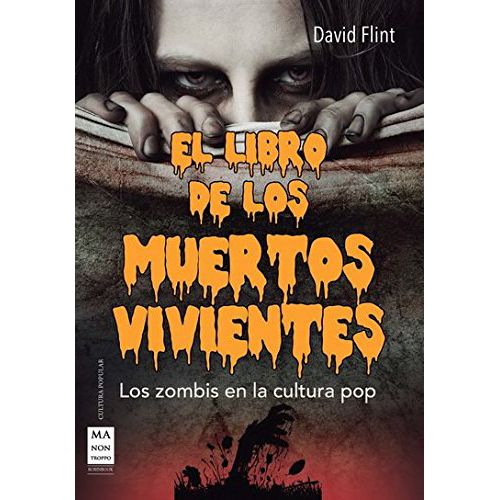 David Flint
EL LIBRO
DE LOS
MUERTOS
VIVIENTES
Los zombis en la cultura pop
CULTURA POPULAR
MA
NON
TROPPO
ROBINBOOK